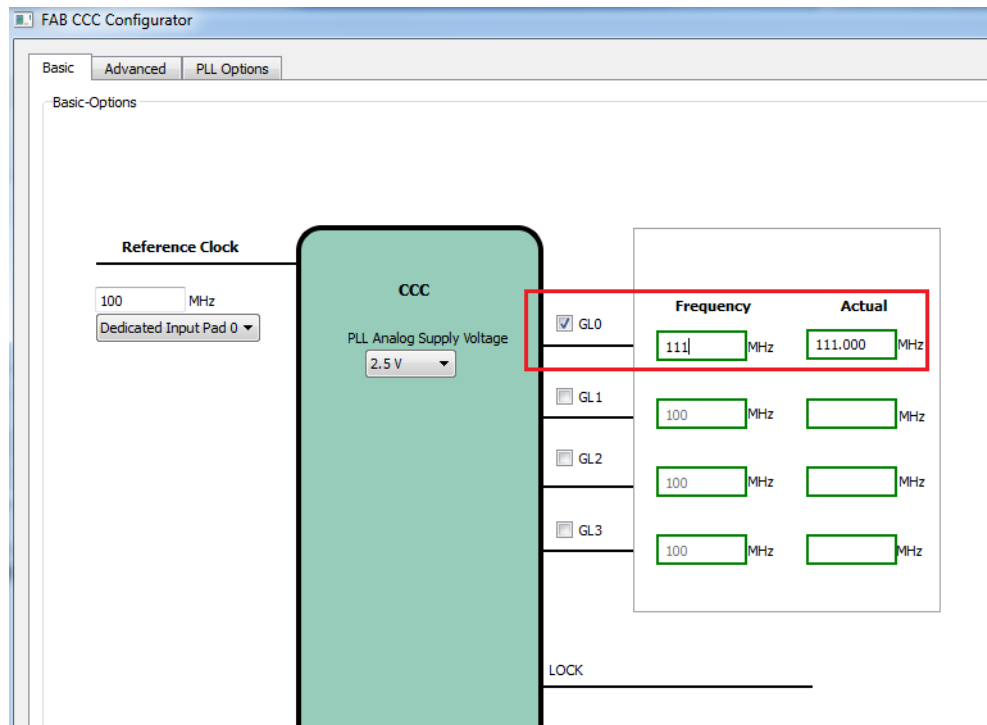 FAB CCC Configurator
Basic Advanced PLL Options
Basic-Options
Reference Clock
100 MHz
Dedicated Input Pad 0
CCC
PLL Analog Supply Voltage
2.5 V
Frequency Actual
GL0 111 MHz 111.000 MHz
GL1 100 MHz MHz
GL2 100 MHz MHz
GL3 100 MHz MHz
LOCK